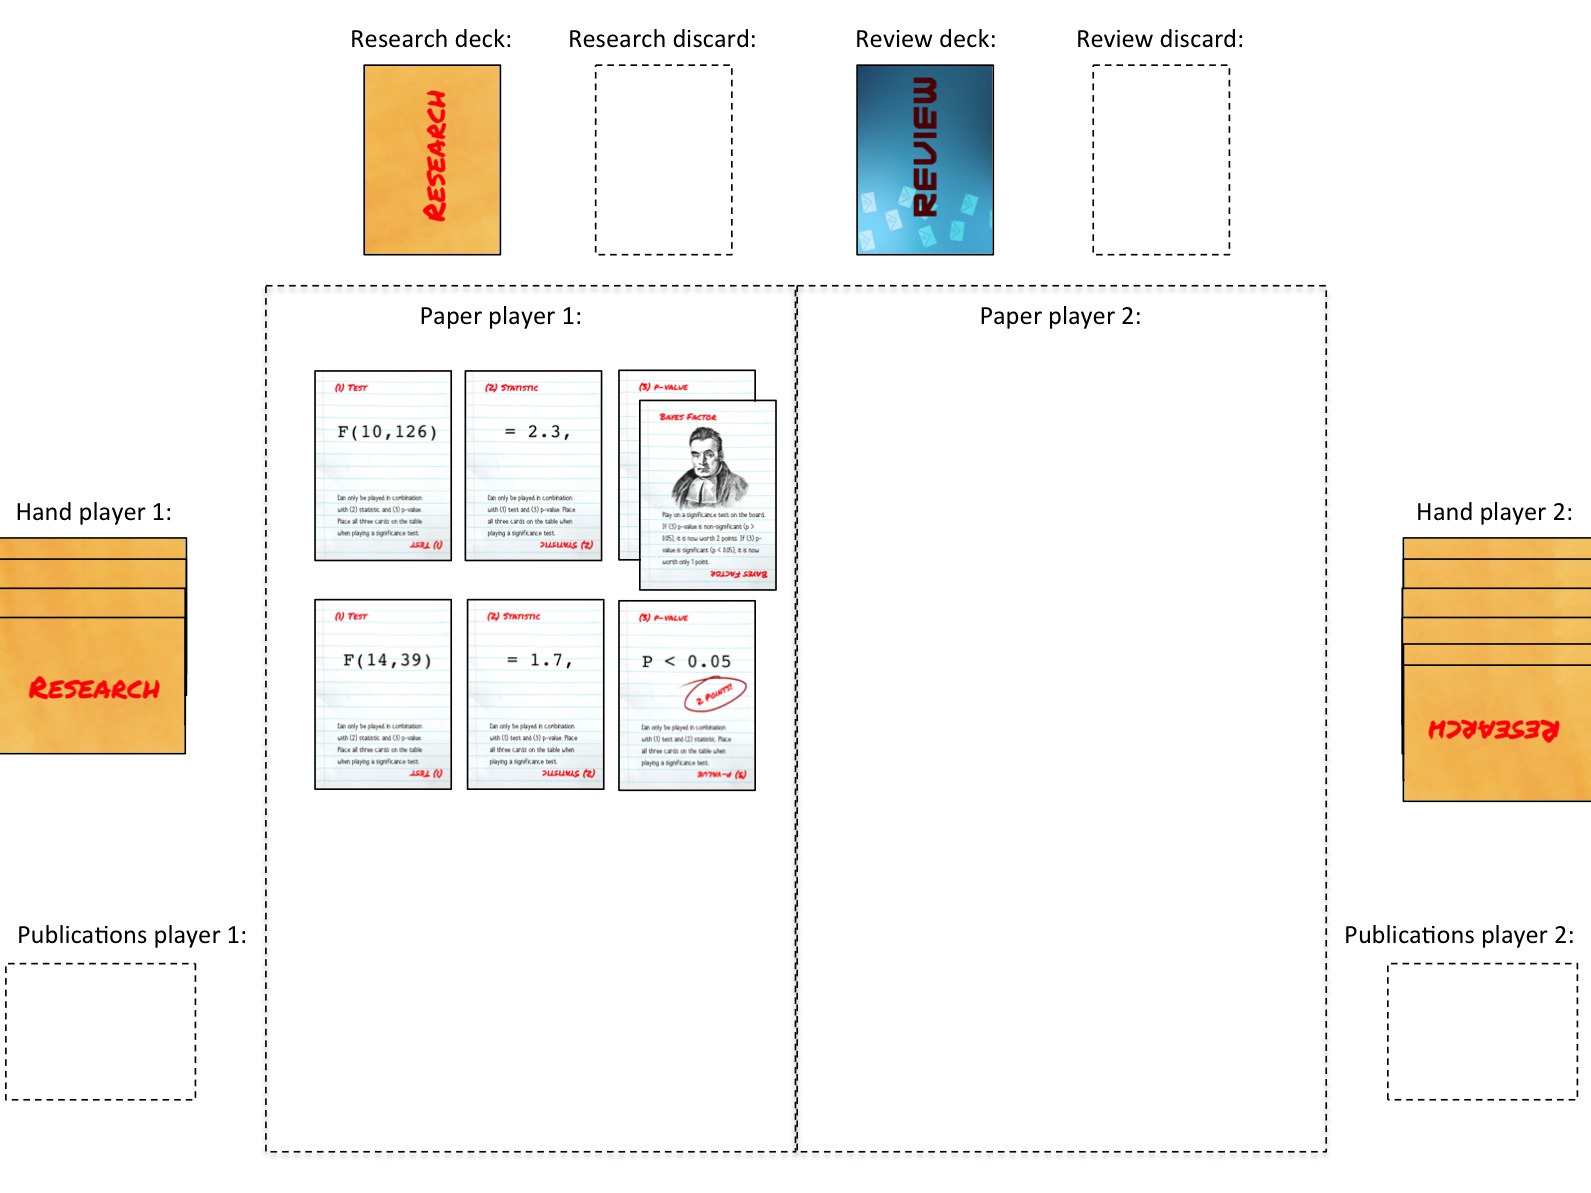 Research deck:
Research discard:
Review deck:
Review discard:
RESEARCH
REVIEW
Paper player 1:
Paper player 2:
(1) TEST
F(10,126)
Can only be played in combination
with (2) statistic and (3) p-value.
Place all three cards on the table
when playing a significance test.
(1) TEST
(2) STATISTIC
= 2.3,
Can only be played in combination
with (1) test and (3) p-value. Place
all three cards on the table when
playing a significance test.
(2) STATISTIC
(3) P-VALUE
BAYES FACTOR
Play on a significance test on the board.
If (3) p-value is non-significant (p >
0.05), it is now worth 2 points. If (3) p-
value is significant (p < 0.05), it is now
worth only 1 point.
BAYES FACTOR
(1) TEST
F(14,39)
Can only be played in combination
with (2) statistic and (3) p-value.
Place all three cards on the table
when playing a significance test.
(1) TEST
(2) STATISTIC
= 1.7,
Can only be played in combination
with (1) test and (3) p-value. Place
all three cards on the table when
playing a significance test.
(2) STATISTIC
(3) P-VALUE
P < 0.05
2 POINTS!
Can only be played in combination
with (1) test and (2) statistic. Place
all three cards on the table when
playing a significance test.
(3) P-VALUE
Hand player 1:
RESEARCH
Hand player 2:
RESEARCH
Publications player 1:
Publications player 2: